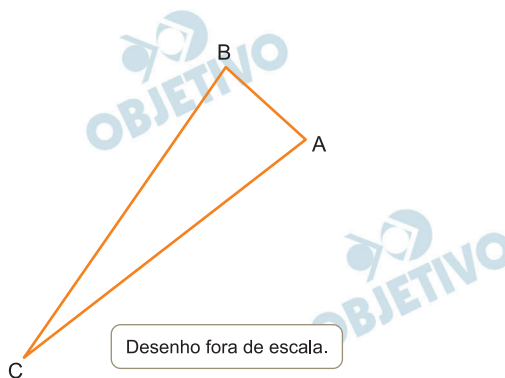 OBJETIVO
B
A
OBJETIVO
C
Desenho fora de escala.